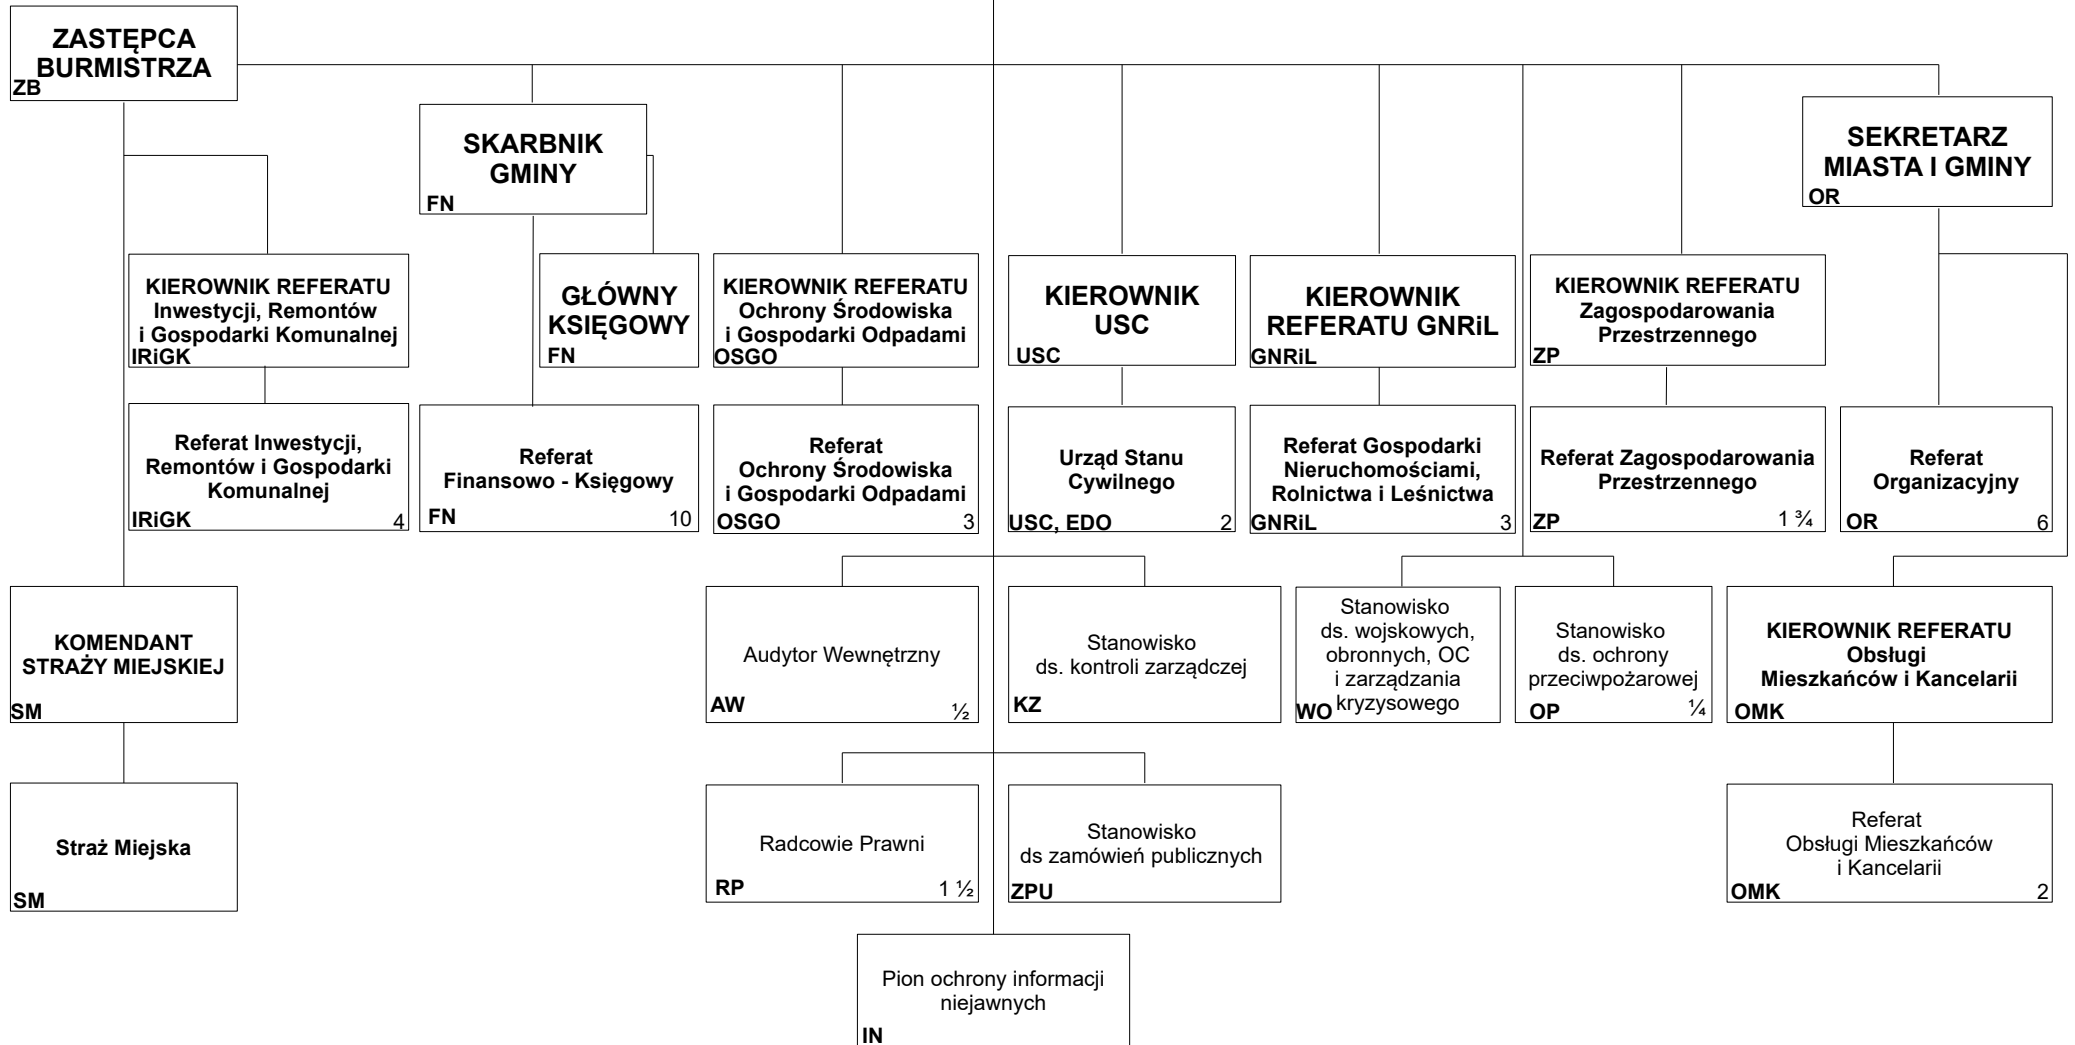 ZASTĘPCA
BURMISTRZA
ZB
SKARBNIK
GMINY
FN
SEKRETARZ
MIASTA I GMINY
OR
KIEROWNIK REFERATU
Inwestycji, Remontów
i Gospodarki Komunalnej
IRiGK
GŁÓWNY
KSIĘGOWY
FN
KIEROWNIK REFERATU
Ochrony Środowiska
i Gospodarki Odpadami
OSGO
KIEROWNIK
USC
USC
KIEROWNIK
REFERATU GNRiL
GNRiL
KIEROWNIK REFERATU
Zagospodarowania
Przestrzennego
ZP
Referat Inwestycji,
Remontów i Gospodarki
Komunalnej
IRiGK 4
Referat
Finansowo - Księgowy
FN 10
Referat
Ochrony Środowiska
i Gospodarki Odpadami
OSGO 3
Urząd Stanu
Cywilnego
USC, EDO 2
Referat Gospodarki
Nieruchomościami,
Rolnictwa i Leśnictwa
GNRiL 3
Referat Zagospodarowania
Przestrzennego
ZP 1 ¾
Referat
Organizacyjny
OR 6
KOMENDANT
STRAŻY MIEJSKIEJ
SM
Audytor Wewnętrzny
AW ½
Stanowisko
ds. kontroli zarządczej
KZ
Stanowisko
ds. wojskowych,
obronnych, OC
i zarządzania
kryzysowego
WO
Stanowisko
ds. ochrony
przeciwpożarowej
OP ¼
KIEROWNIK REFERATU
Obsługi
Mieszkańców i Kancelarii
OMK
Straż Miejska
SM
Radcowie Prawni
RP 1 ½
Stanowisko
ds zamówień publicznych
ZPU
Referat
Obsługi Mieszkańców
i Kancelarii
OMK 2
Pion ochrony informacji
niejawnych
IN